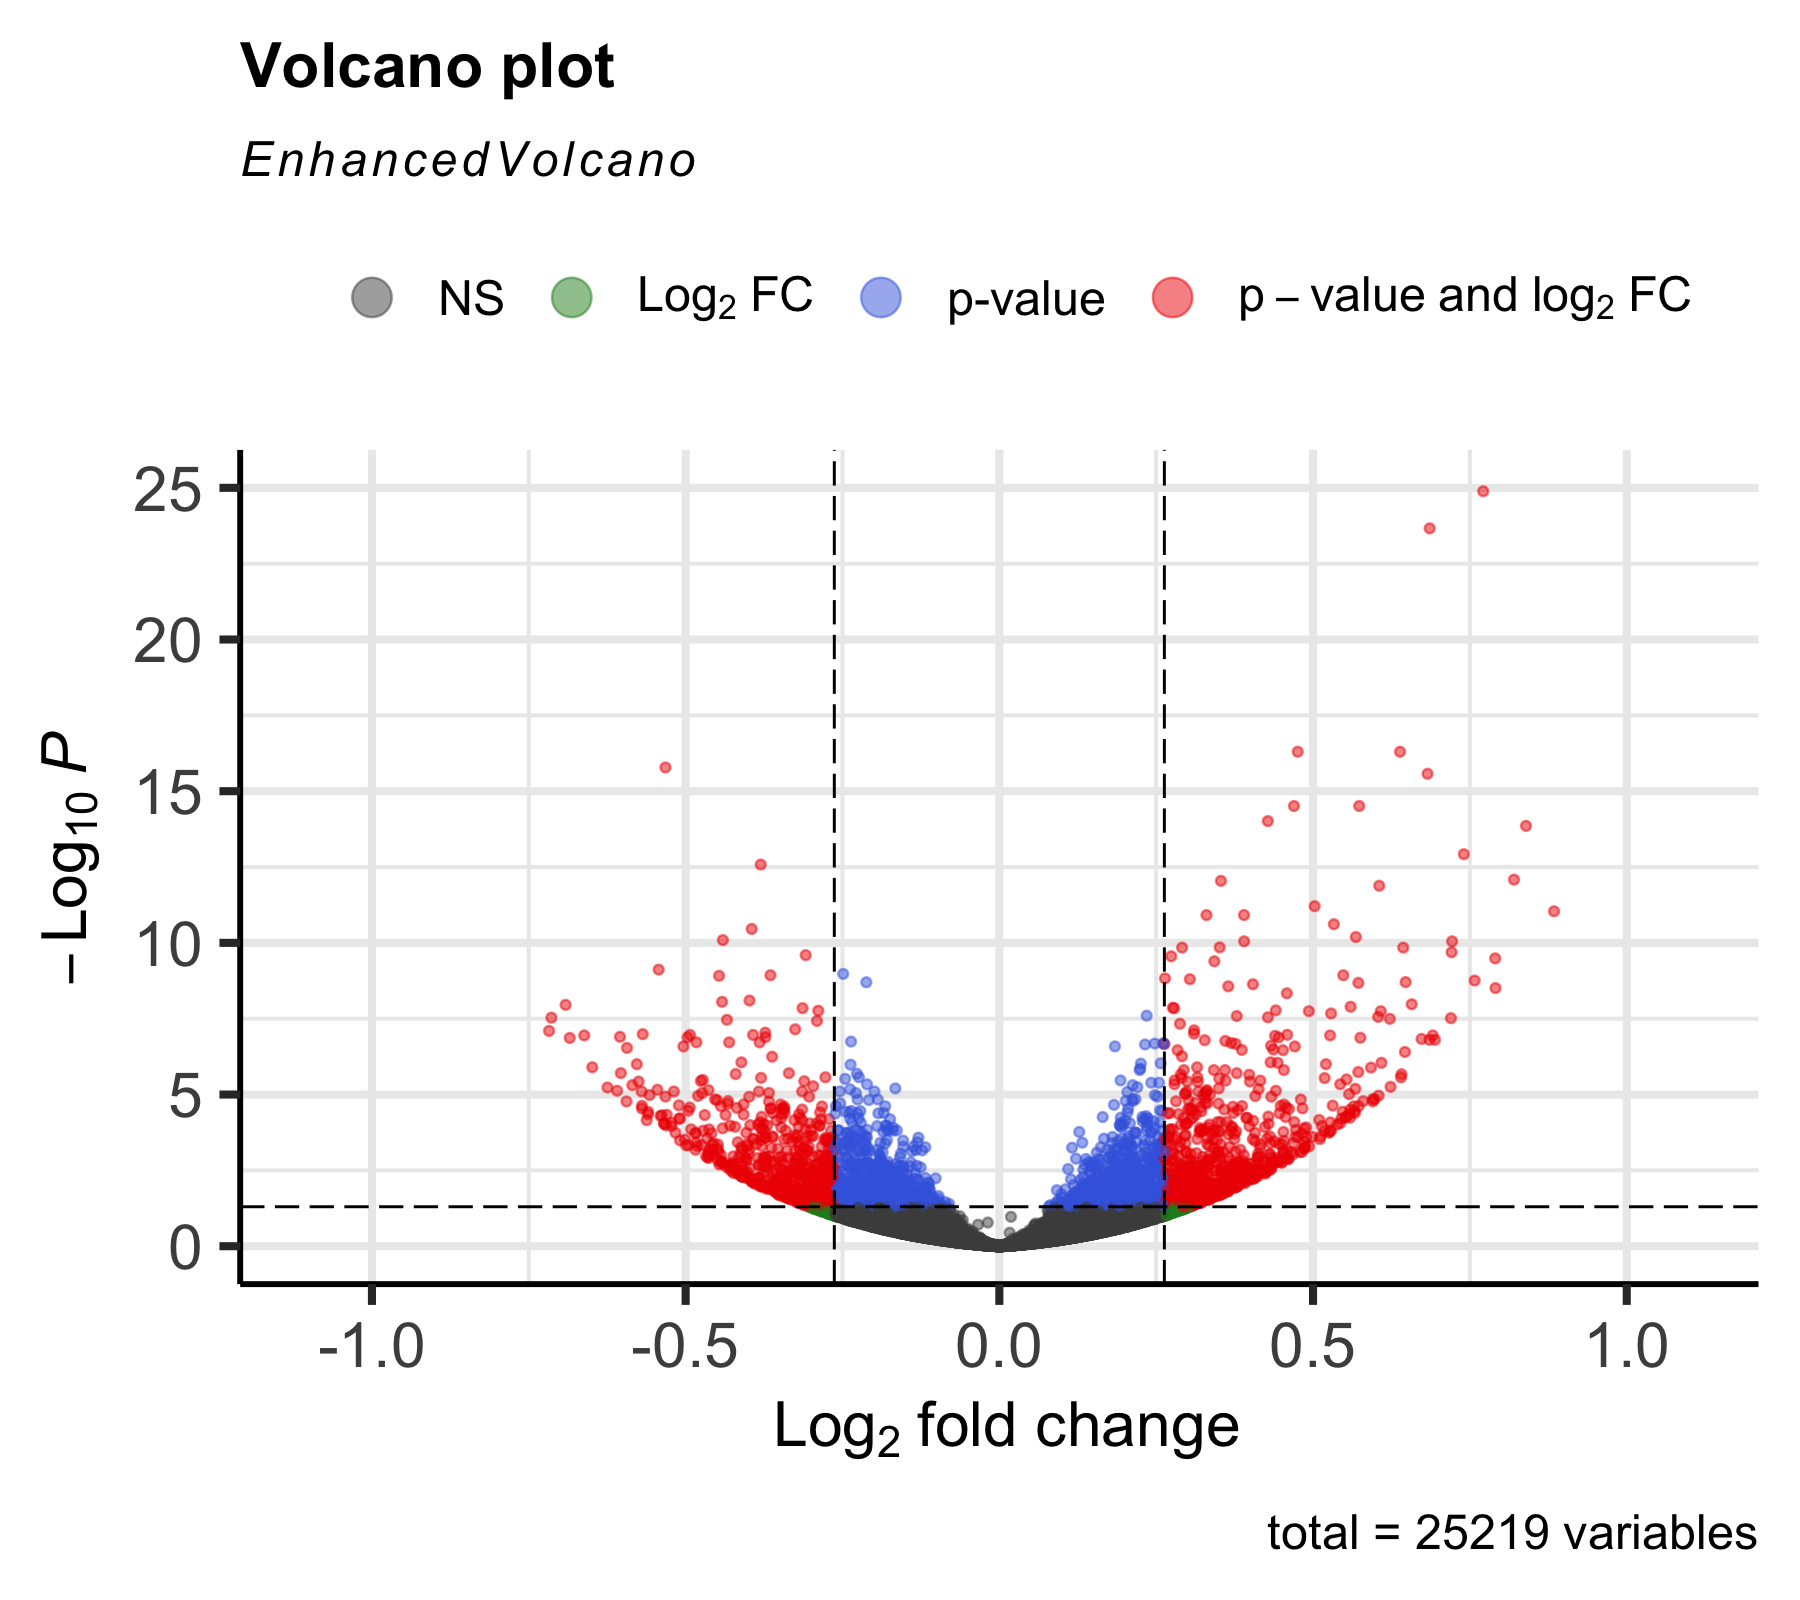 Volcano plot
EnhancedVolcano
NS Log₂ FC p-value p – value and log₂ FC
25
20
15
10
5
0
– Log₁₀ P
-1.0 -0.5 0.0 0.5 1.0
Log₂ fold change
total = 25219 variables